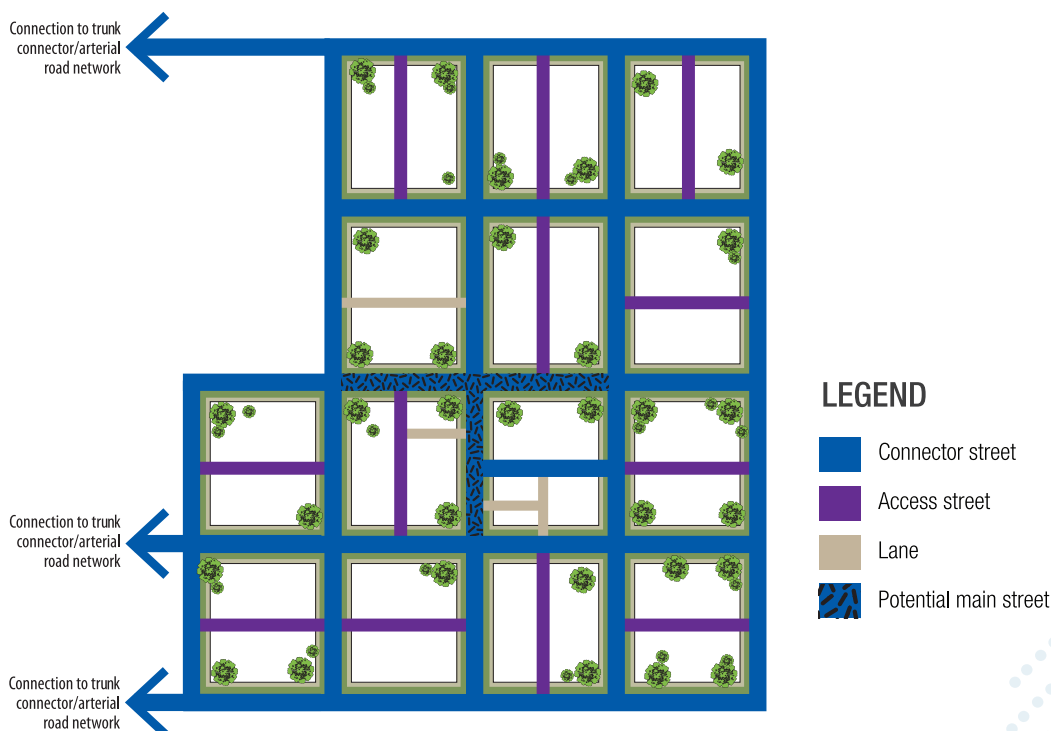 Connection to trunk
connector/arterial
road network
LEGEND
Connector street
Access street
Lane
Potential main street
Connection to trunk
connector/arterial
road network
Connection to trunk
connector/arterial
road network